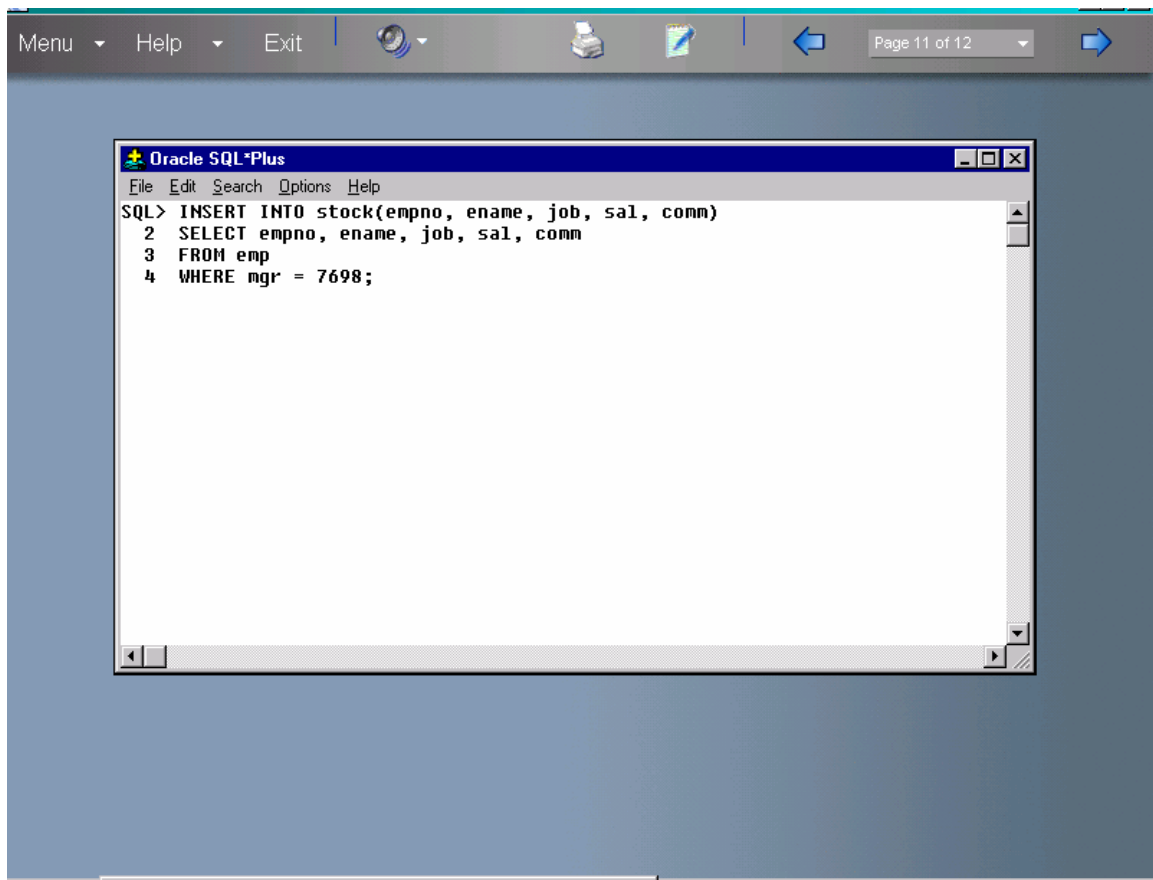 Menu Help Exit Page 11 of 12
Oracle SQL*Plus
File Edit Search Options Help
SQL> INSERT INTO stock(empno, ename, job, sal, comm)
2 SELECT empno, ename, job, sal, comm
3 FROM emp
4 WHERE mgr = 7698;